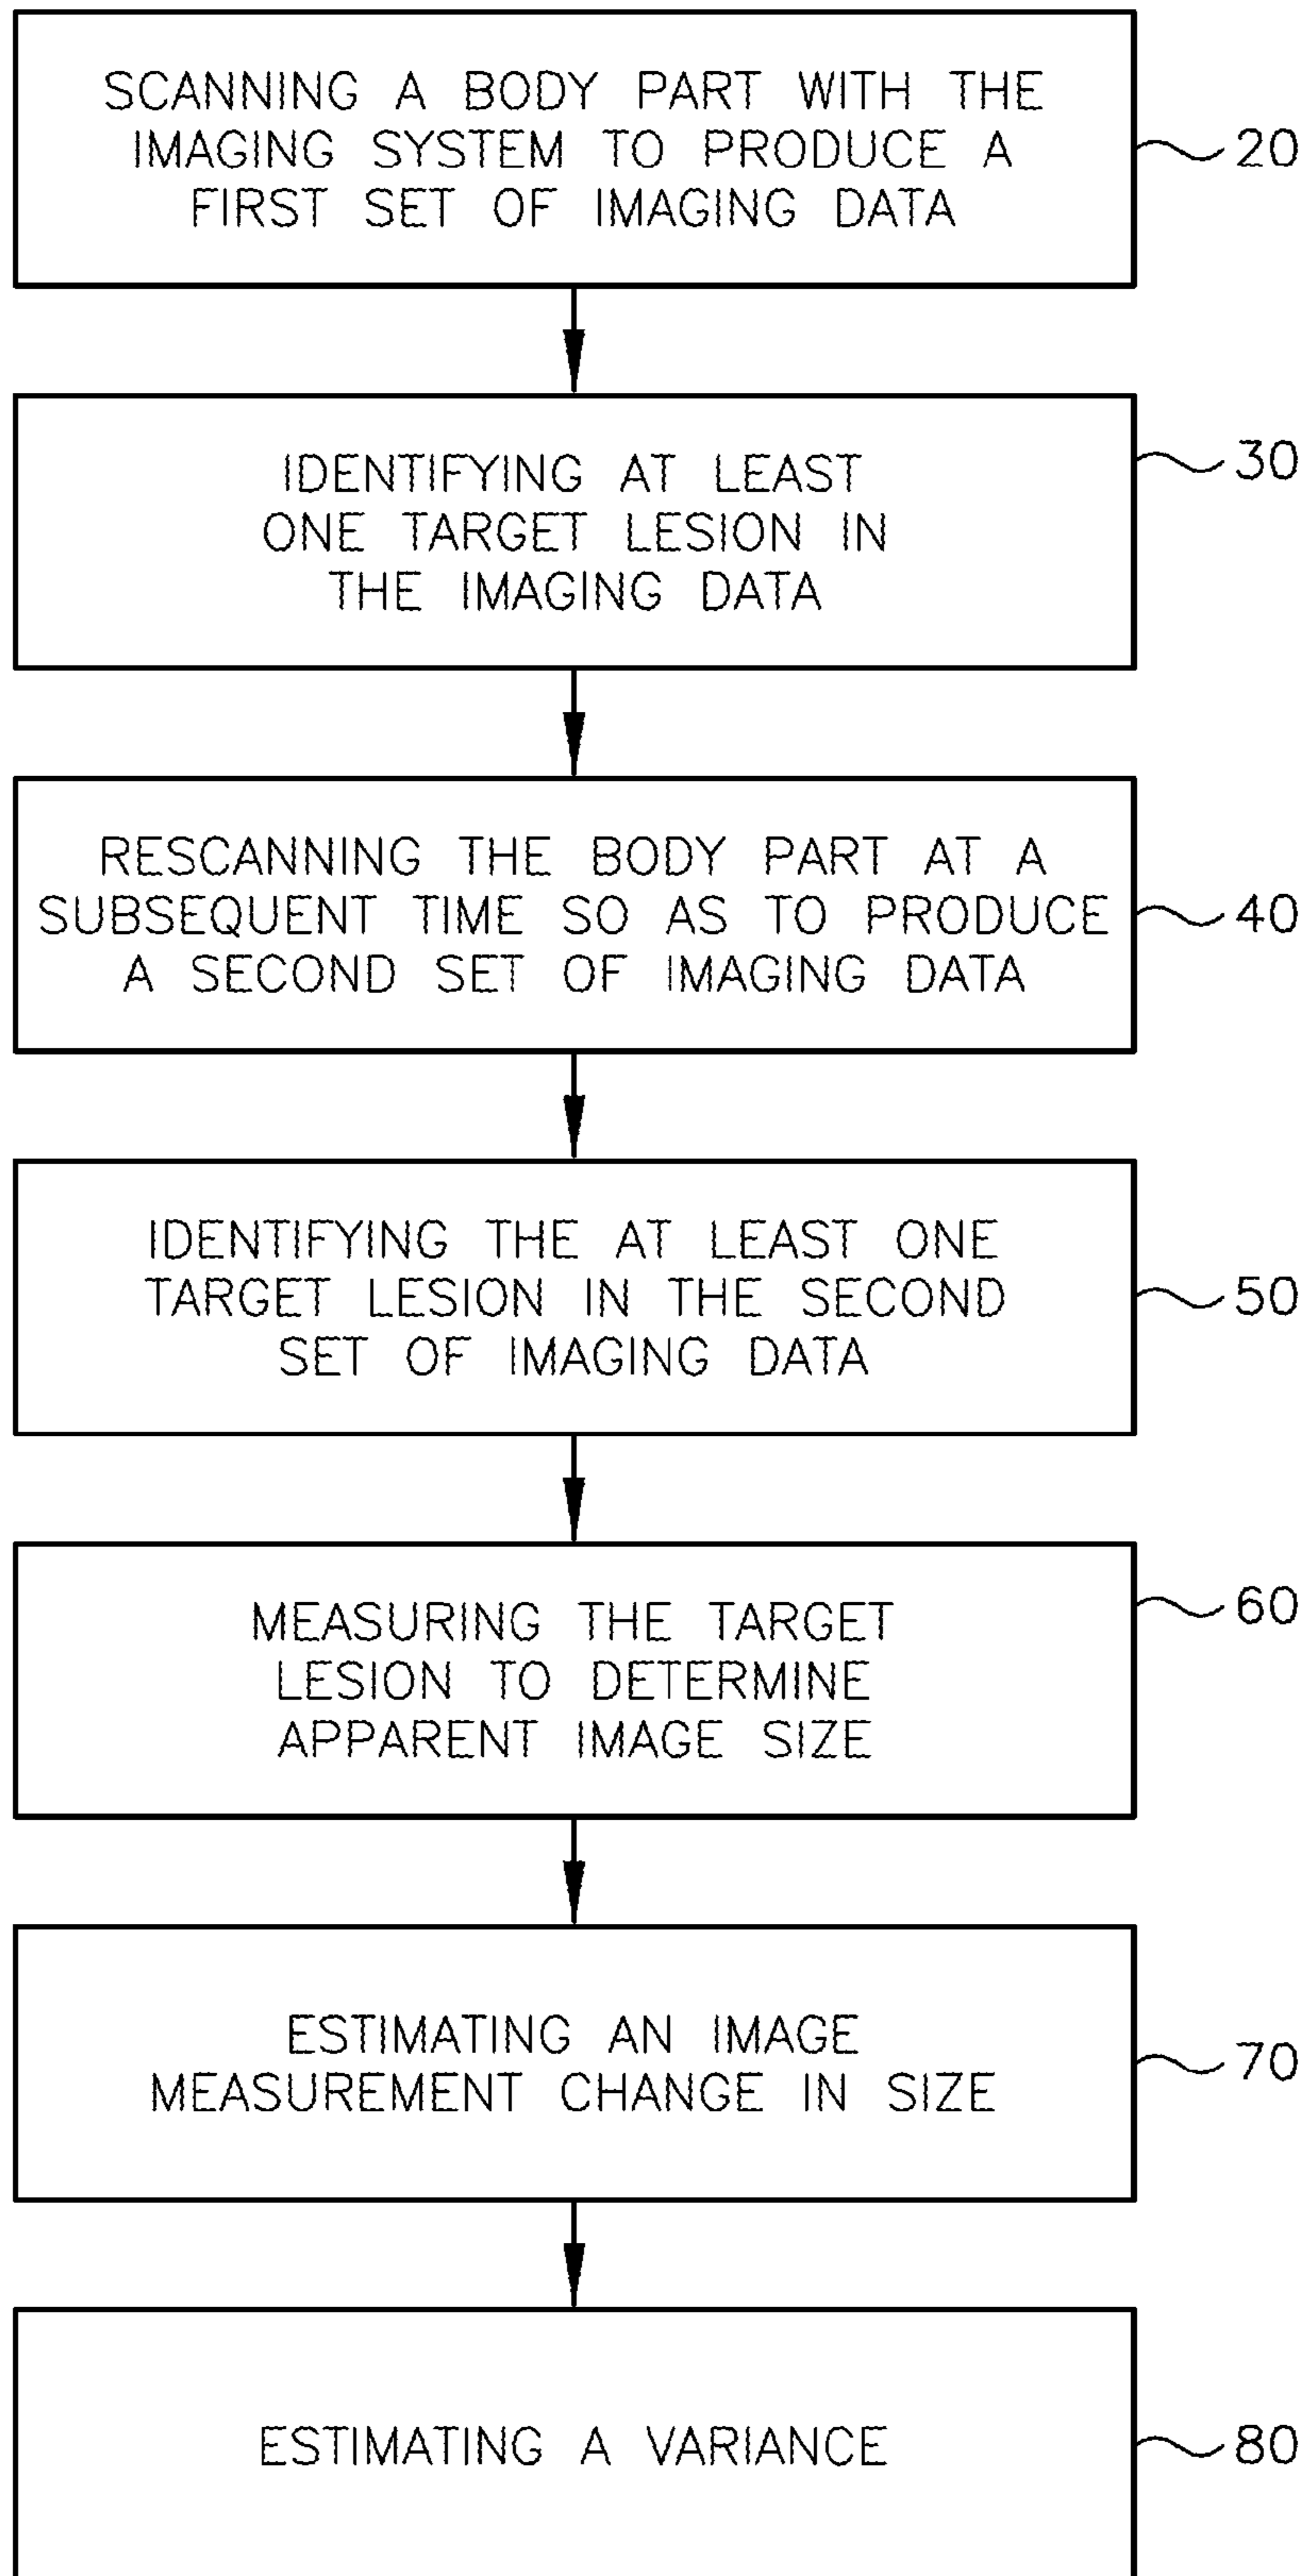 SCANNING A BODY PART WITH THE
IMAGING SYSTEM TO PRODUCE A
FIRST SET OF IMAGING DATA
20
IDENTIFYING AT LEAST
ONE TARGET LESION IN
THE IMAGING DATA
30
RESCANNING THE BODY PART AT A
SUBSEQUENT TIME SO AS TO PRODUCE
A SECOND SET OF IMAGING DATA
40
IDENTIFYING THE AT LEAST ONE
TARGET LESION IN THE SECOND
SET OF IMAGING DATA
50
MEASURING THE TARGET
LESION TO DETERMINE
APPARENT IMAGE SIZE
60
ESTIMATING AN IMAGE
MEASUREMENT CHANGE IN SIZE
70
ESTIMATING A VARIANCE
80